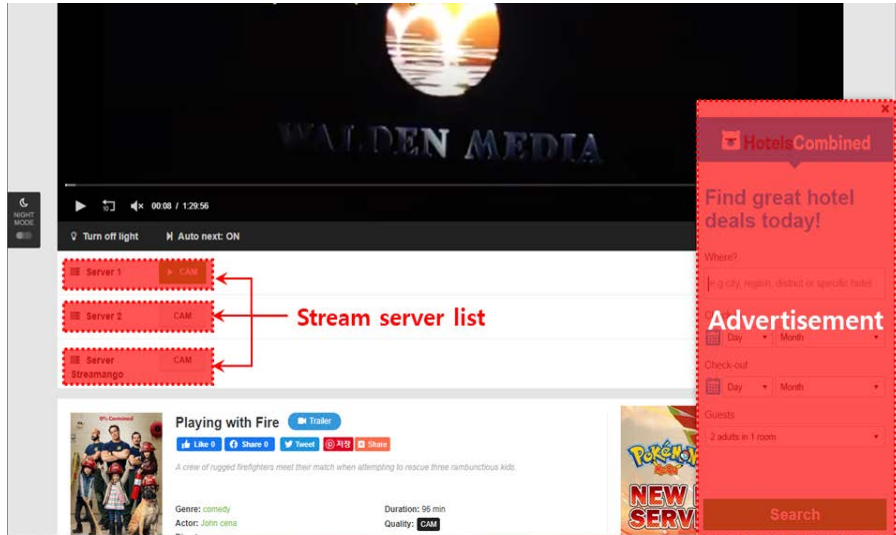 WALDEN MEDIA
HotelsCombined
Find great hotel
deals today!
NIGHT
MODE
10
00:08 / 1:29:56
Turn off light
Auto next: ON
Where?
Server 1
CAM
e.g city, region, district or specific hotel
Server 2
CAM
Stream server list
Advertisement
Day
Month
Server
Streamango
CAM
Check-out
Day
Month
Guests
2 adults in 1 room
Playing with Fire
Trailer
Like 0
Share 0
Tweet
저장
Share
A crew of rugged firefighters meet their match when attempting to rescue three rambunctious kids.
Genre: comedy
Duration: 96 min
Actor: John cena
Quality: CAM
POKéMON
NEW
SERV
Search